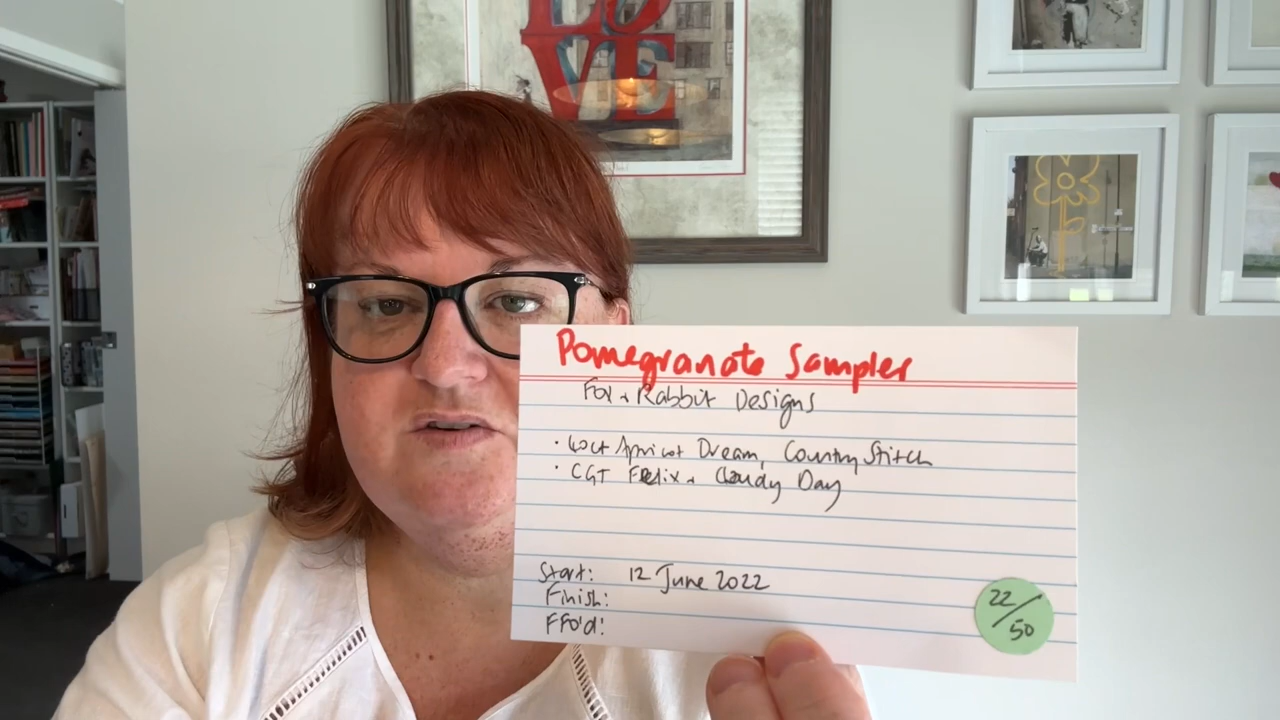 LOVE
Pomegranate Sampler
Fox + Rabbit Designs
• 40ct Apricot Dream, Country Stitch
• CGT Felix + Cloudy Day
Start: 12 June 2022
Finish:
FFO'd:
22/50